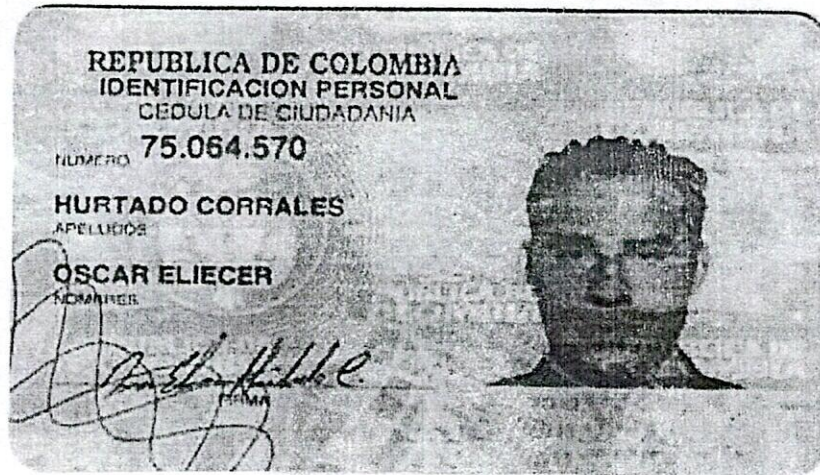 REPUBLICA DE COLOMBIA
IDENTIFICACION PERSONAL
CEDULA DE CIUDADANIA
NUMERO 75.064.570
HURTADO CORRALES
APELLIDOS
OSCAR ELIECER
NOMBRES
FIRMA